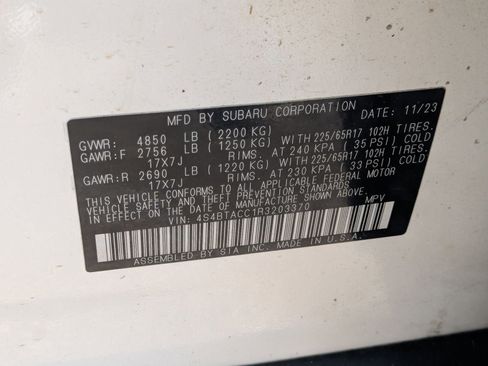 MFD BY SUBARU CORPORATION DATE: 11/23
GVWR: 4850 LB (2200 KG)
GAWR:F 2756 LB (1250 KG) WITH 225/65R17 102H TIRES.
17X7J RIMS. AT 240 KPA (35 PSI) COLD
GAWR:R 2690 LB (1220 KG) WITH 225/65R17 102H TIRES.
17X7J RIMS. AT 230 KPA (33 PSI) COLD
THIS VEHICLE CONFORMS TO ALL APPLICABLE FEDERAL MOTOR
VEHICLE SAFETY AND THEFT PREVENTION STANDARDS
IN EFFECT ON THE DATE OF MANUFACTURE SHOWN ABOVE.
VIN: 4S4BTACC1R3203370 MPV
ASSEMBLED BY SIA INC. MADE IN U.S.A.